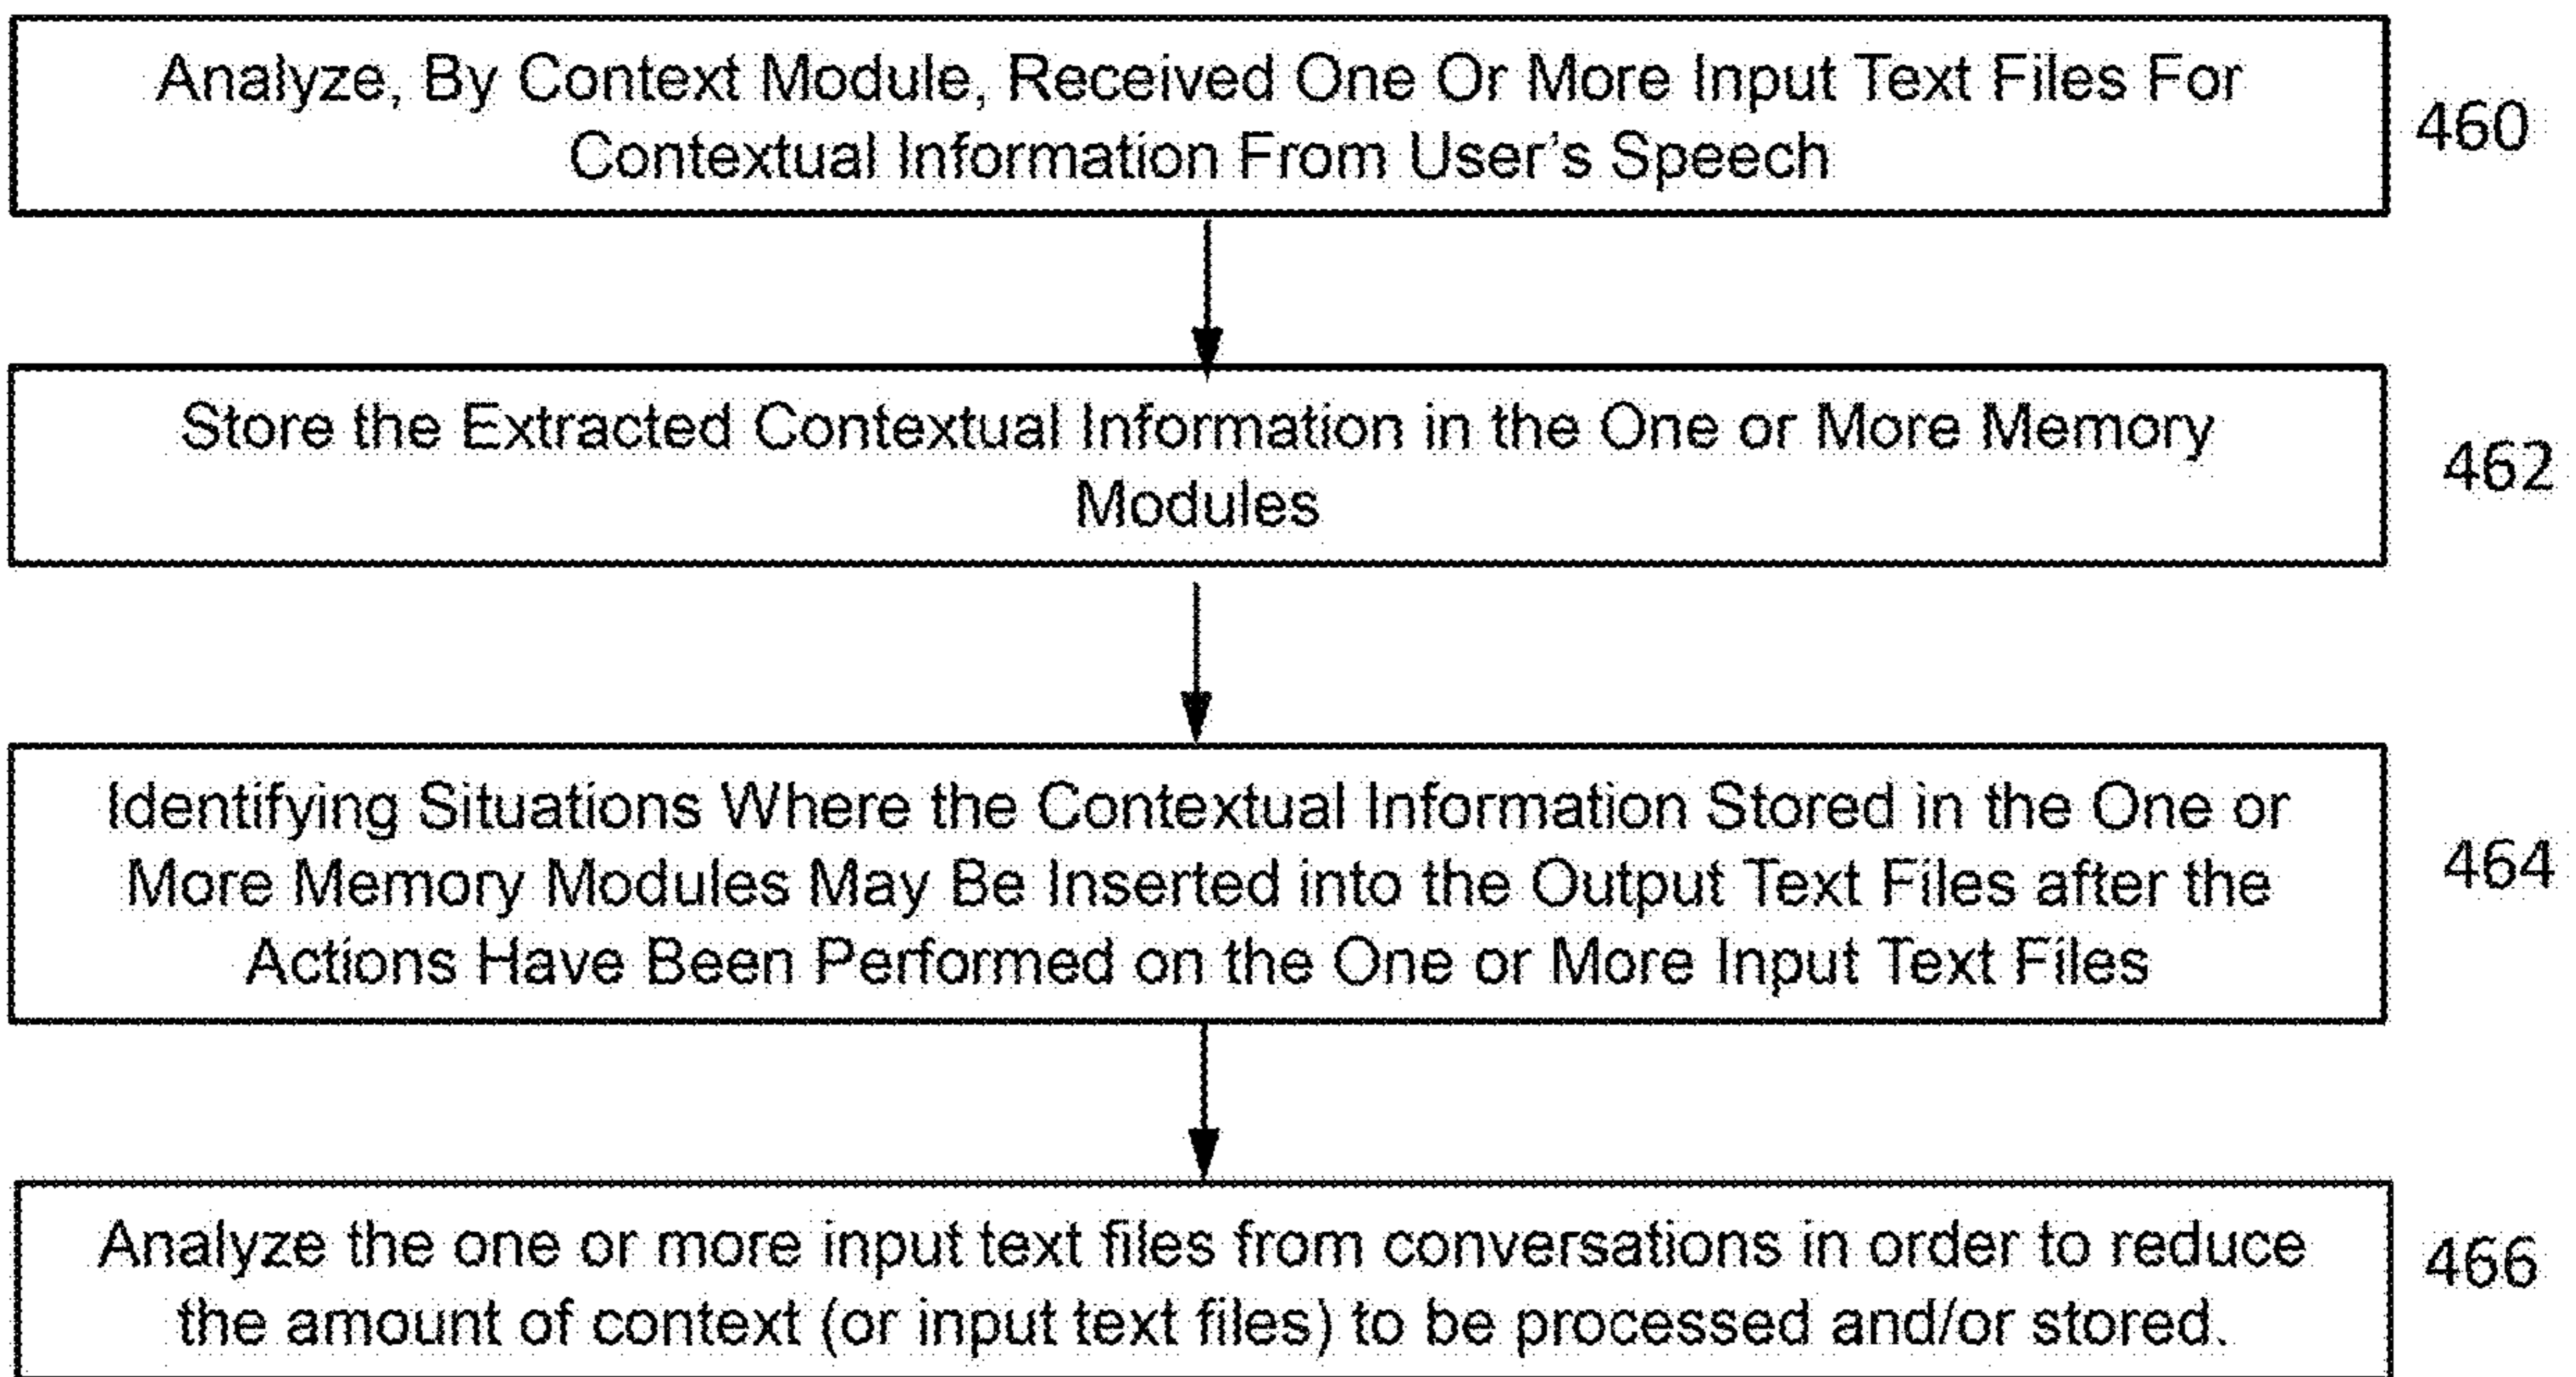 Analyze, By Context Module, Received One Or More Input Text Files For
Contextual Information From User's Speech
460
Store the Extracted Contextual Information in the One or More Memory
Modules
462
Identifying Situations Where the Contextual Information Stored in the One or
More Memory Modules May Be Inserted into the Output Text Files after the
Actions Have Been Performed on the One or More Input Text Files
464
Analyze the one or more input text files from conversations in order to reduce
the amount of context (or input text files) to be processed and/or stored.
466